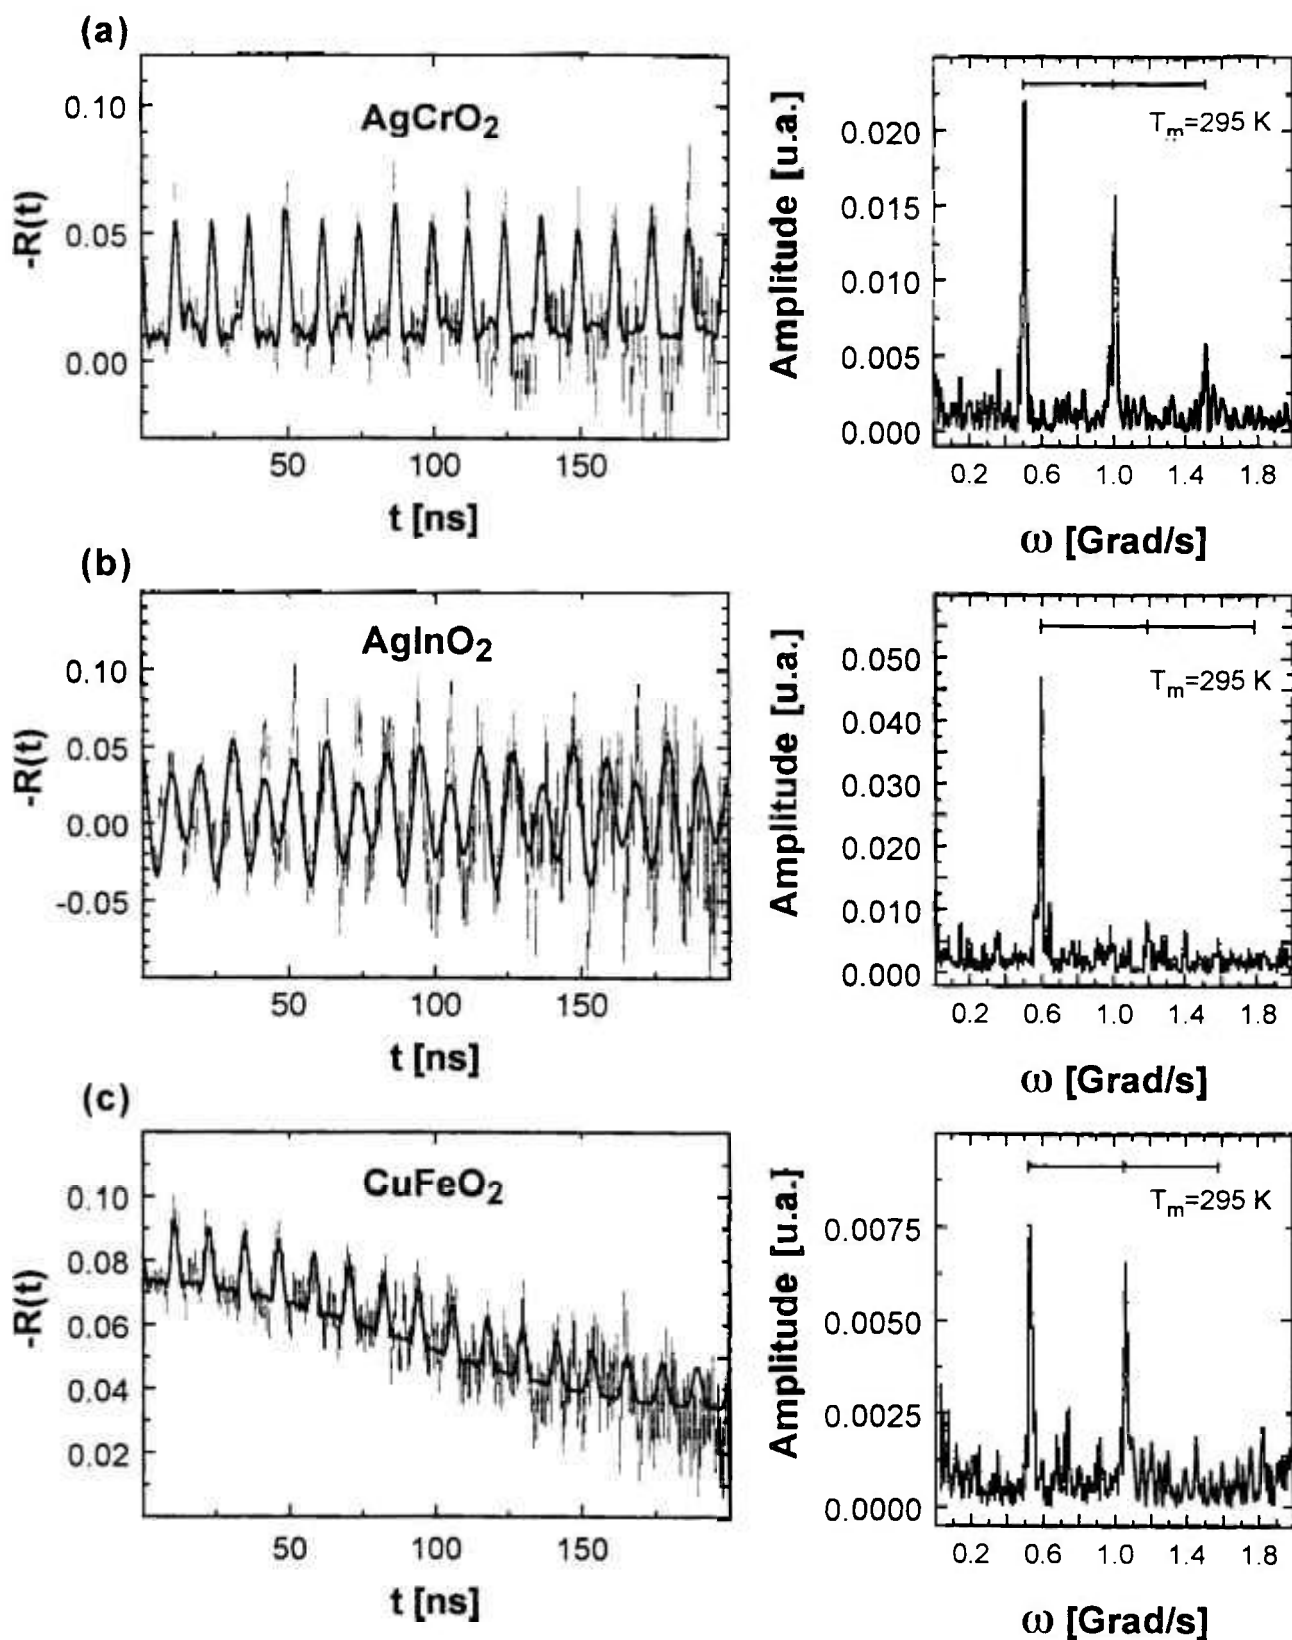 (a)
AgCrO2
-R(t)
0.10
0.05
0.00
50 100 150
t [ns]
Amplitude [u.a.]
Tm=295 K
0.020
0.015
0.010
0.005
0.000
0.2 0.6 1.0 1.4 1.8
ω [Grad/s]
(b)
AgInO2
-R(t)
0.10
0.05
0.00
-0.05
50 100 150
t [ns]
Amplitude [u.a.]
Tm=295 K
0.050
0.040
0.030
0.020
0.010
0.000
0.2 0.6 1.0 1.4 1.8
ω [Grad/s]
(c)
CuFeO2
-R(t)
0.10
0.08
0.06
0.04
0.02
50 100 150
t [ns]
Amplitude [u.a.}
Tm=295 K
0.0075
0.0050
0.0025
0.0000
0.2 0.6 1.0 1.4 1.8
ω [Grad/s]